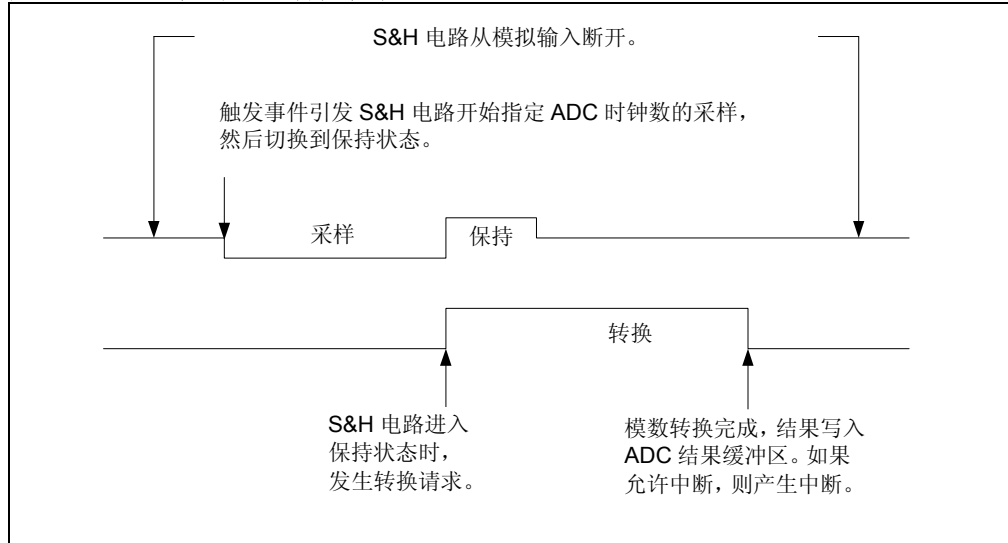 S&H 电路从模拟输入断开。
触发事件引发 S&H 电路开始指定 ADC 时钟数的采样，
然后切换到保持状态。
采样
保持
转换
S&H 电路进入
保持状态时，
发生转换请求。
模数转换完成，结果写入
ADC 结果缓冲区。如果
允许中断，则产生中断。